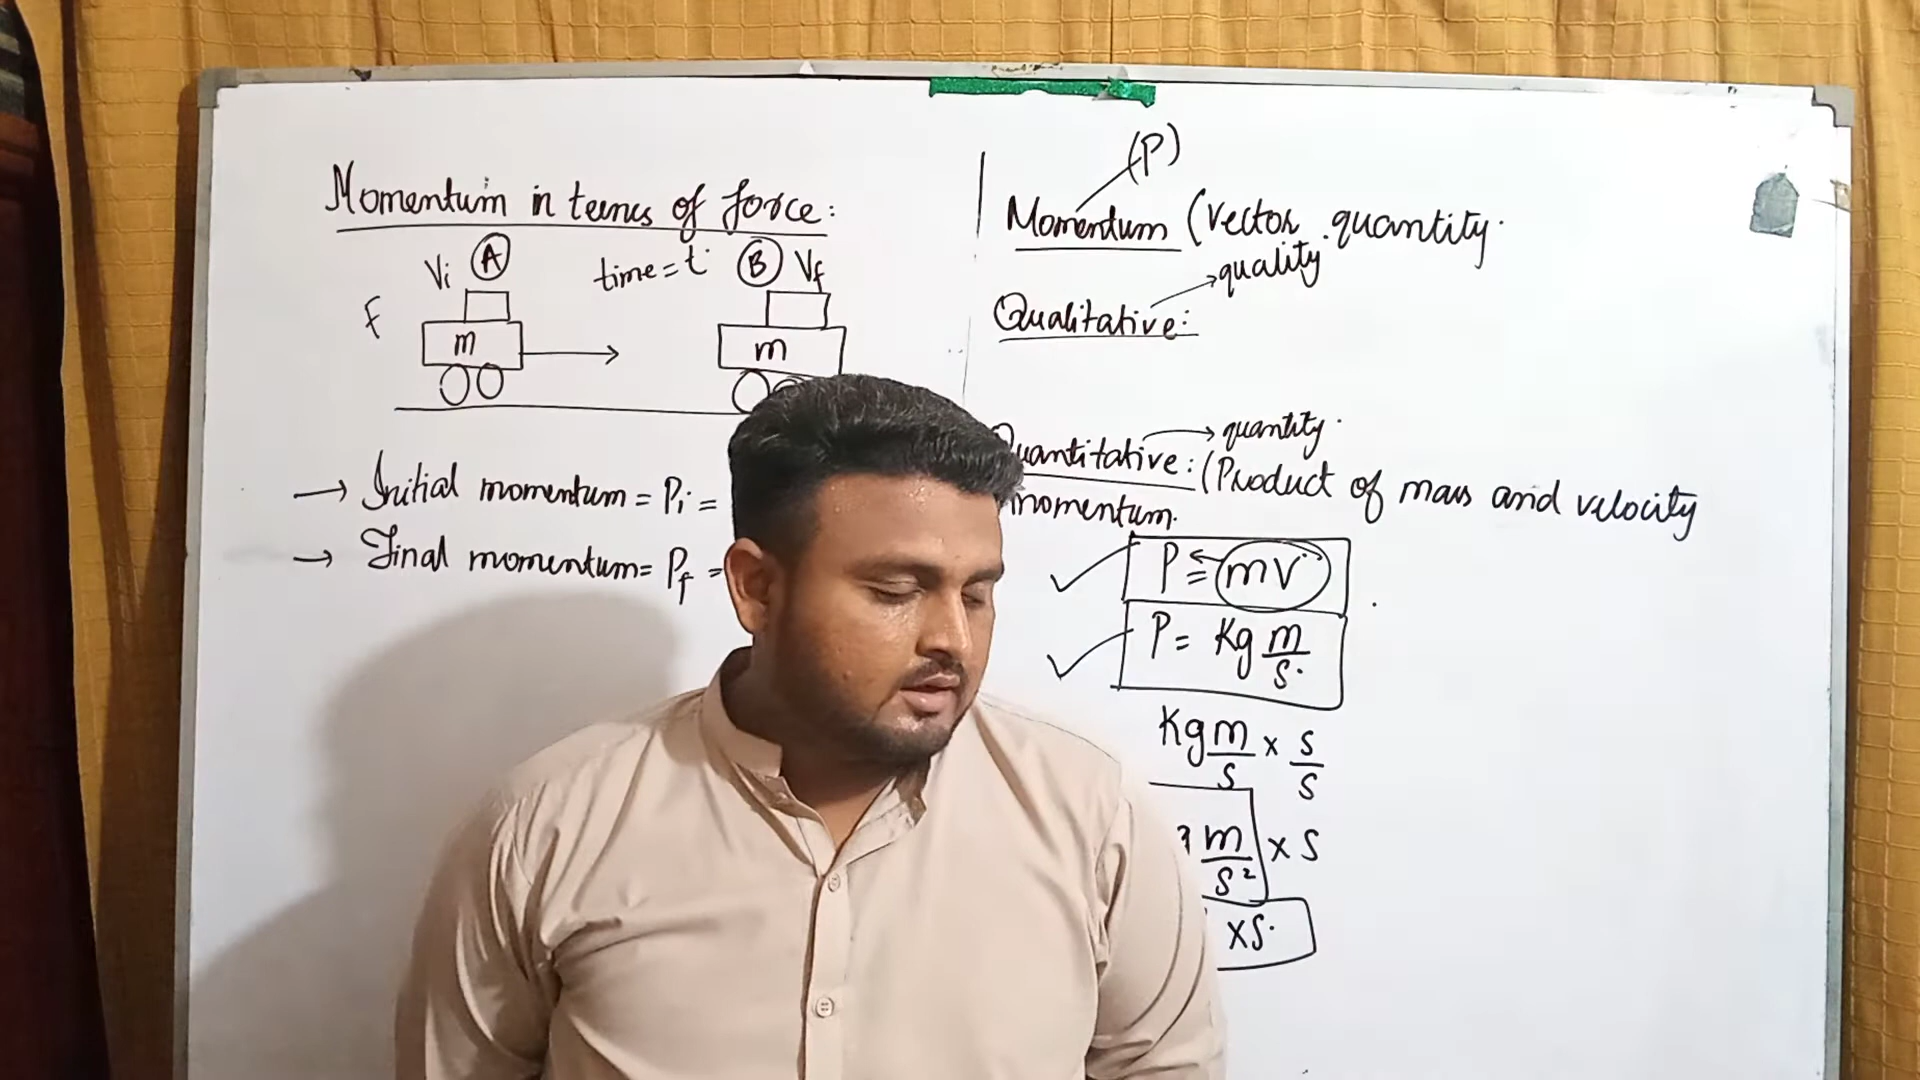 Momentum in terms of force:
Vi A time = t B Vf
F
m m
→ Initial momentum = Pi =
→ Final momentum = Pf =
(P)
Momentum (Vector quantity.
→ quality
Qualitative:
→ quantity.
uantitative: (Product of mass and velocity
momentum.
P = mv
P = Kg m/s.
Kg m/s × s/s
m/s² × S
× S.